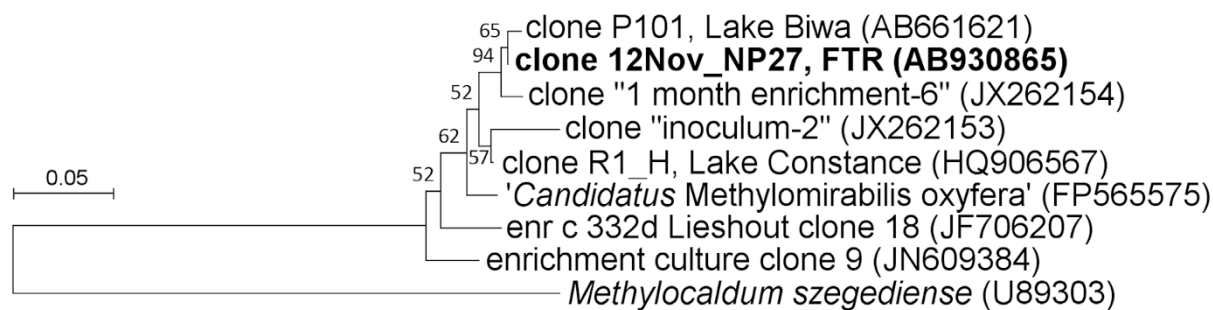 65 clone P101, Lake Biwa (AB661621)
94 clone 12Nov_NP27, FTR (AB930865)
clone "1 month enrichment-6" (JX262154)
52
clone "inoculum-2" (JX262153)
62
57 clone R1_H, Lake Constance (HQ906567)
52
0.05
'Candidatus Methylomirabilis oxyfera' (FP565575)
enr c 332d Lieshout clone 18 (JF706207)
enrichment culture clone 9 (JN609384)
Methylocaldum szegediense (U89303)